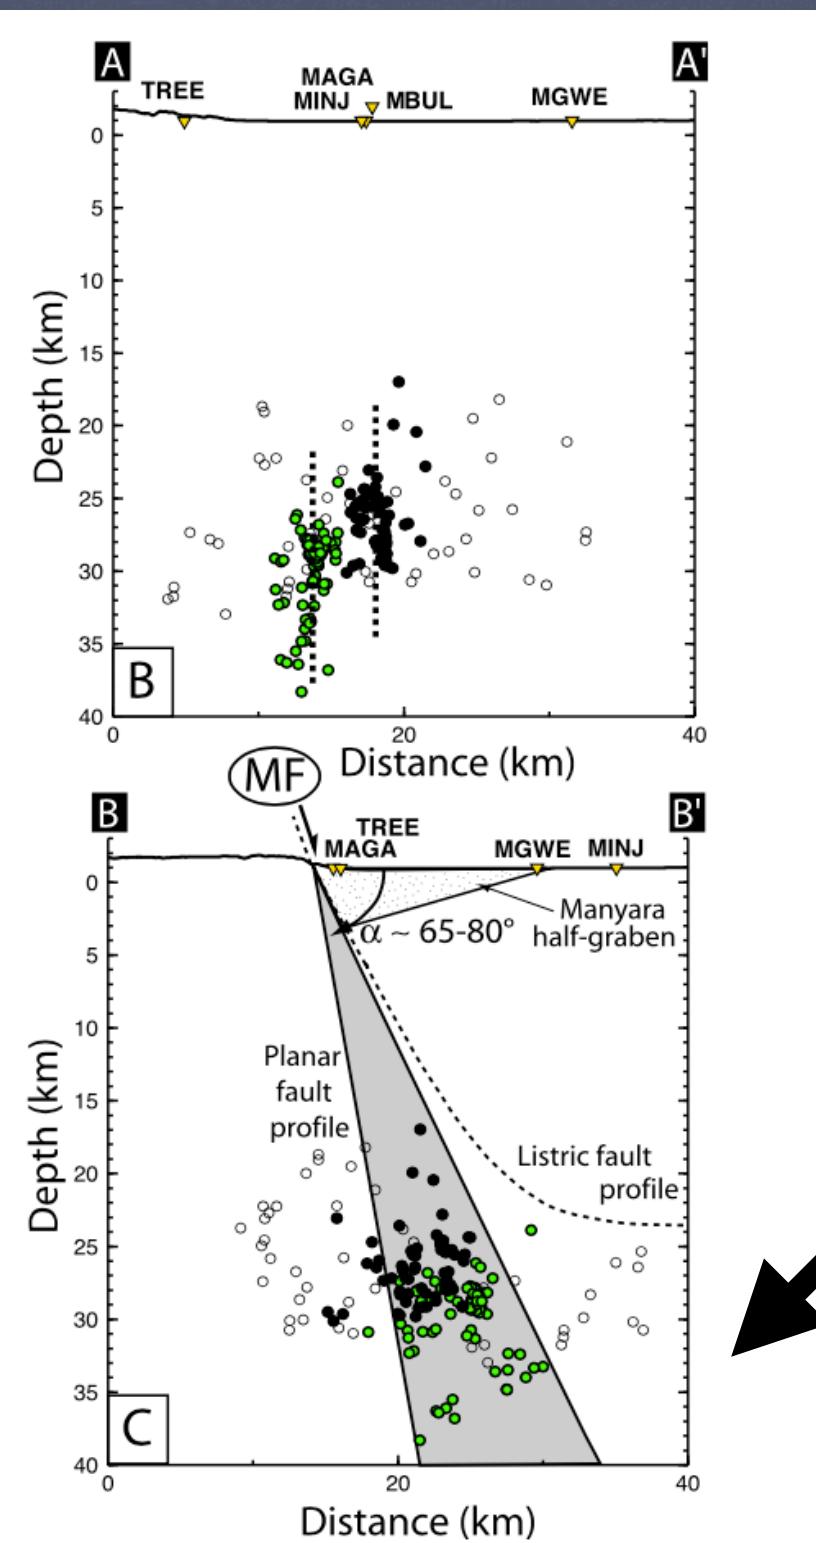 A
A'
TREE
MAGA
MINJ
MBUL
MGWE
0
5
10
15
20
25
30
35
40
Depth (km)
B
0
20
40
Distance (km)
MF
B
B'
TREE
MAGA
MGWE
MINJ
0
5
10
15
20
25
30
35
40
Depth (km)
α ~ 65-80°
Manyara
half-graben
Planar
fault
profile
Listric fault
profile
C
0
20
40
Distance (km)